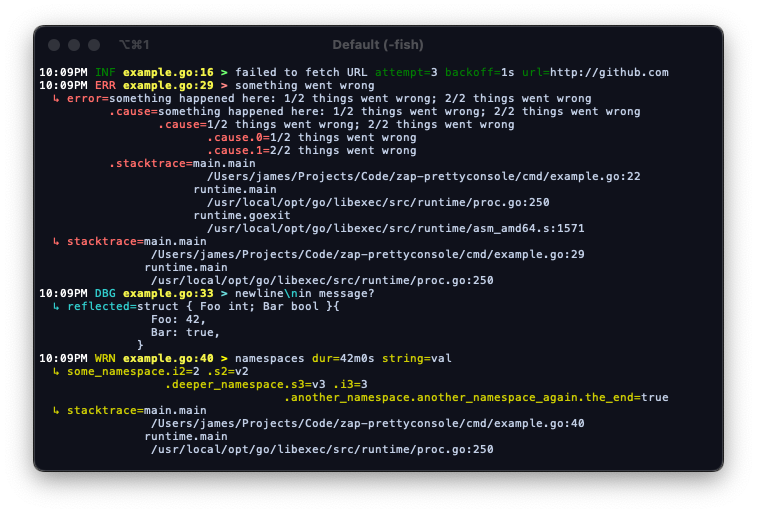 ⌥⌘1
Default (-fish)
10:09PM INF example.go:16 > failed to fetch URL attempt=3 backoff=1s url=http://github.com
10:09PM ERR example.go:29 > something went wrong
↳ error=something happened here: 1/2 things went wrong; 2/2 things went wrong
.cause=something happened here: 1/2 things went wrong; 2/2 things went wrong
.cause=1/2 things went wrong; 2/2 things went wrong
.cause.0=1/2 things went wrong
.cause.1=2/2 things went wrong
.stacktrace=main.main
/Users/james/Projects/Code/zap-prettyconsole/cmd/example.go:22
runtime.main
/usr/local/opt/go/libexec/src/runtime/proc.go:250
runtime.goexit
/usr/local/opt/go/libexec/src/runtime/asm_amd64.s:1571
↳ stacktrace=main.main
/Users/james/Projects/Code/zap-prettyconsole/cmd/example.go:29
runtime.main
/usr/local/opt/go/libexec/src/runtime/proc.go:250
10:09PM DBG example.go:33 > newline\nin message?
↳ reflected=struct { Foo int; Bar bool }{
Foo: 42,
Bar: true,
}
10:09PM WRN example.go:40 > namespaces dur=42m0s string=val
↳ some_namespace.i2=2 .s2=v2
.deeper_namespace.s3=v3 .i3=3
.another_namespace.another_namespace_again.the_end=true
↳ stacktrace=main.main
/Users/james/Projects/Code/zap-prettyconsole/cmd/example.go:40
runtime.main
/usr/local/opt/go/libexec/src/runtime/proc.go:250